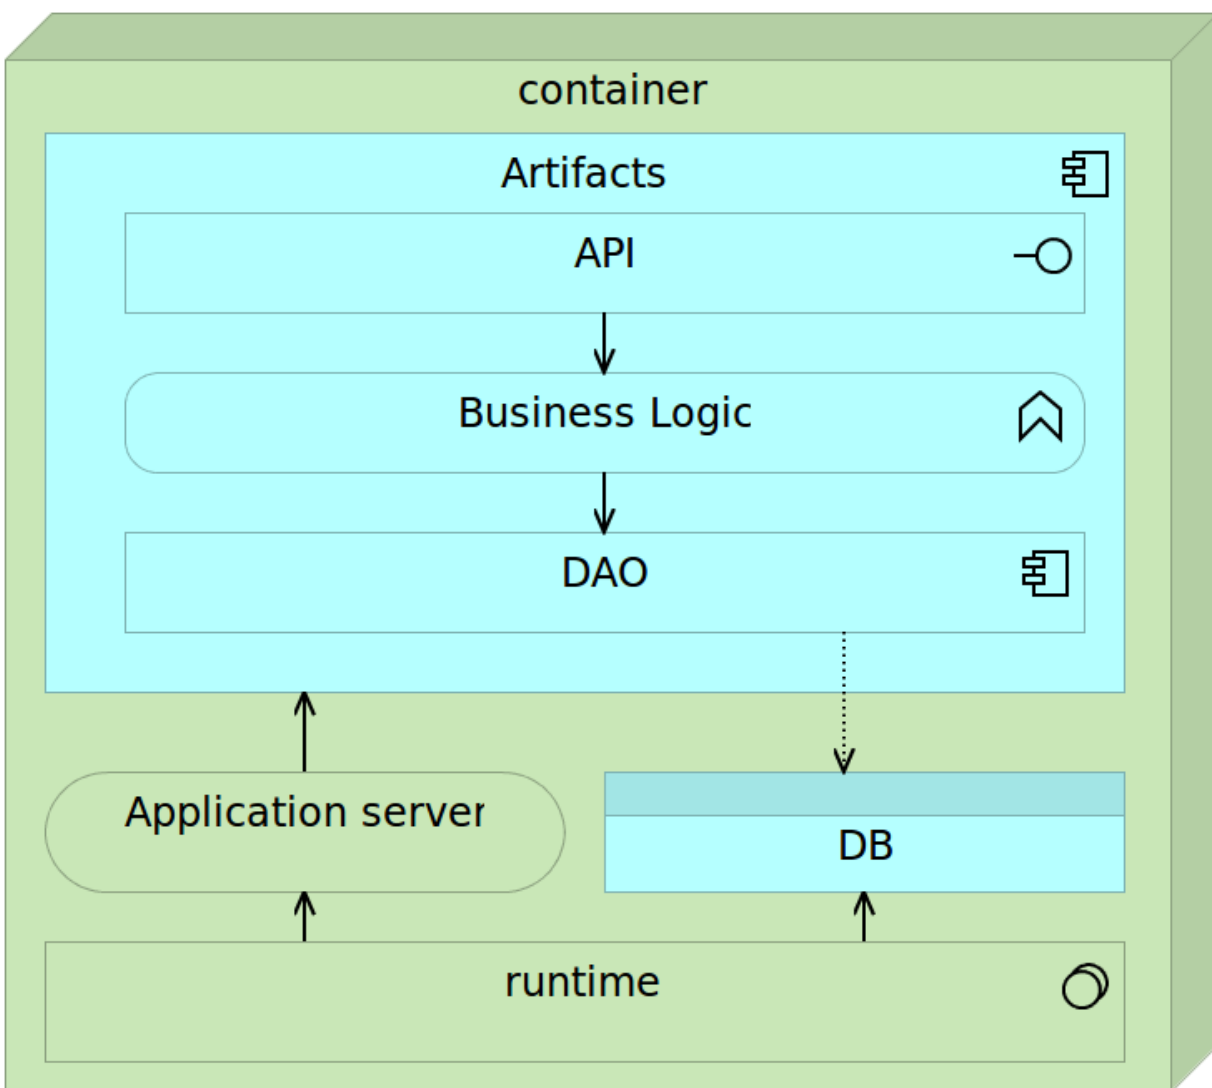 container
Artifacts
API
Business Logic
DAO
Application server
DB
runtime